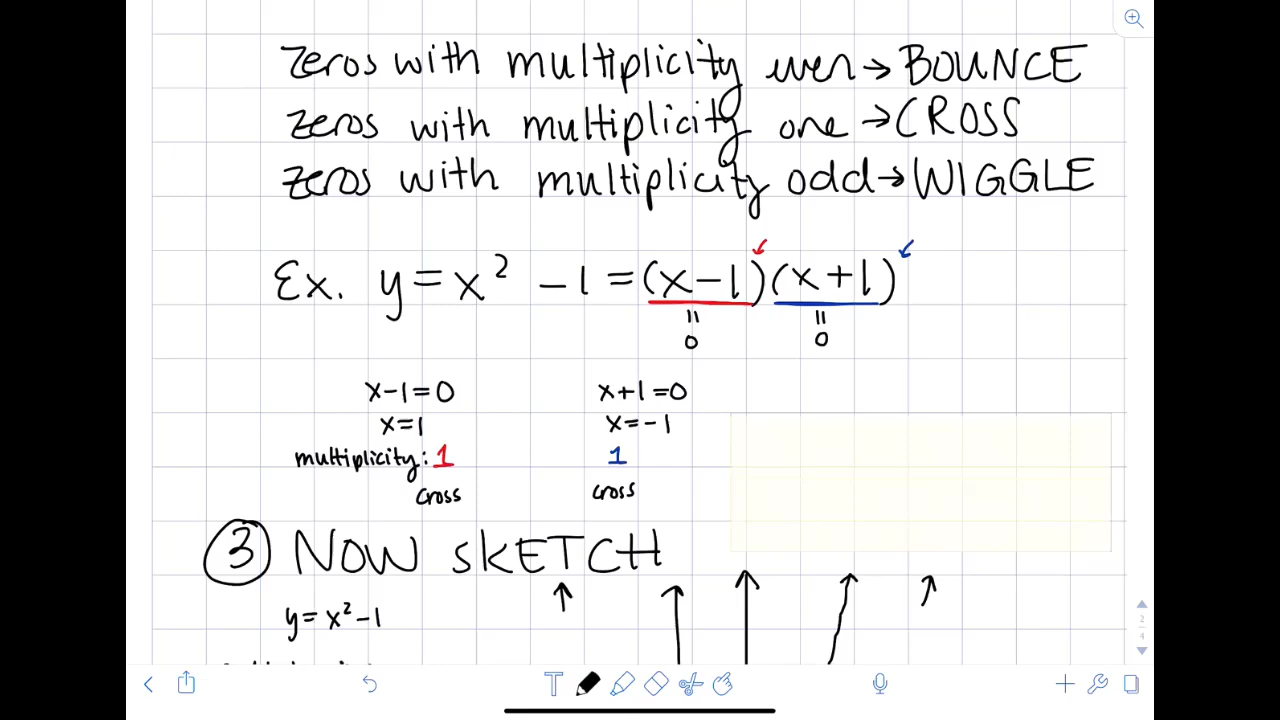 zeros with multiplicity even→BOUNCE
zeros with multiplicity one→CROSS
zeros with multiplicity odd→WIGGLE
Ex. y=x² -1=(x-1)(x+1)
= =
0 0
x-1=0 x+1=0
x=1 x=-1
multiplicity: 1 1
cross cross
③ NOW SKETCH
y=x²-1
2
4
T